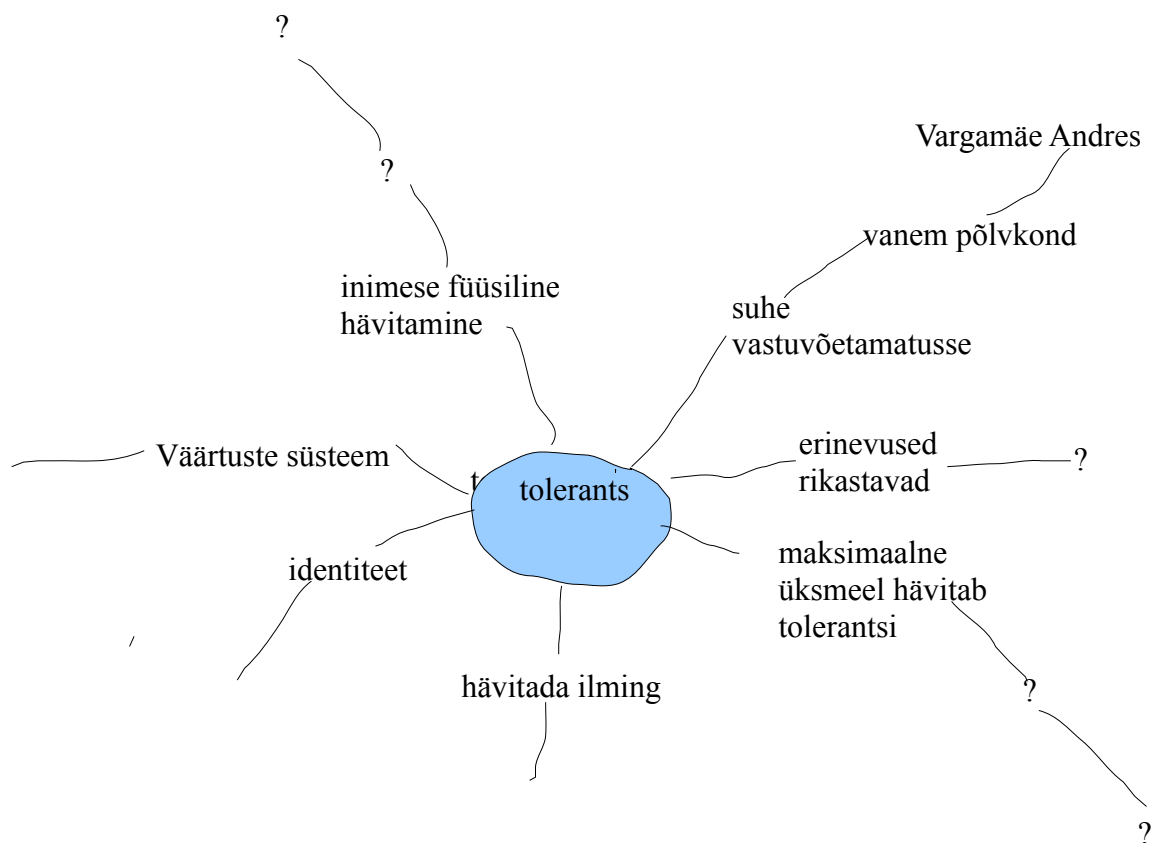 ?
Vargamäe Andres
?
vanem põlvkond
inimese füüsiline
hävitamine
suhe
vastuvõetamatusse
erinevused
rikastavad
?
Väärtuste süsteem
t
tolerants
maksimaalne
üksmeel hävitab
tolerantsi
identiteet
hävitada ilming
?
?